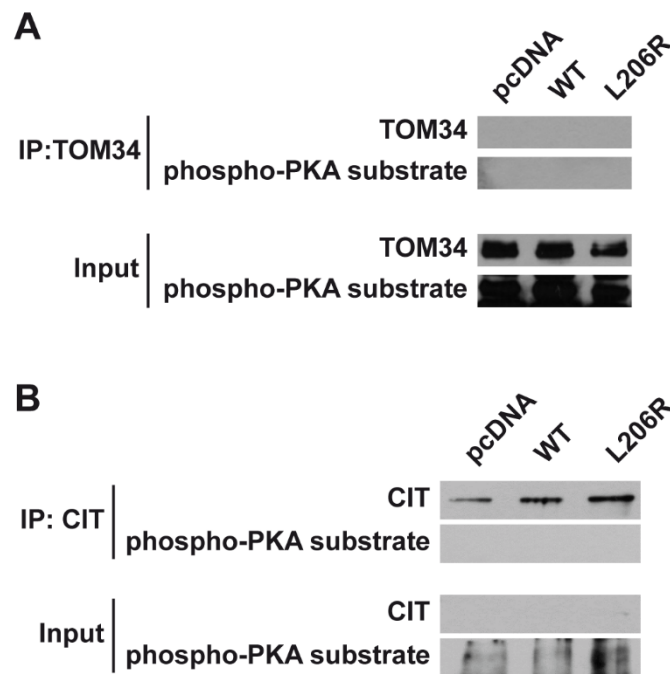 A
pcDNA WT L206R
IP:TOM34
TOM34
phospho-PKA substrate
Input
TOM34
phospho-PKA substrate
B
pcDNA WT L206R
IP: CIT
CIT
phospho-PKA substrate
Input
CIT
phospho-PKA substrate